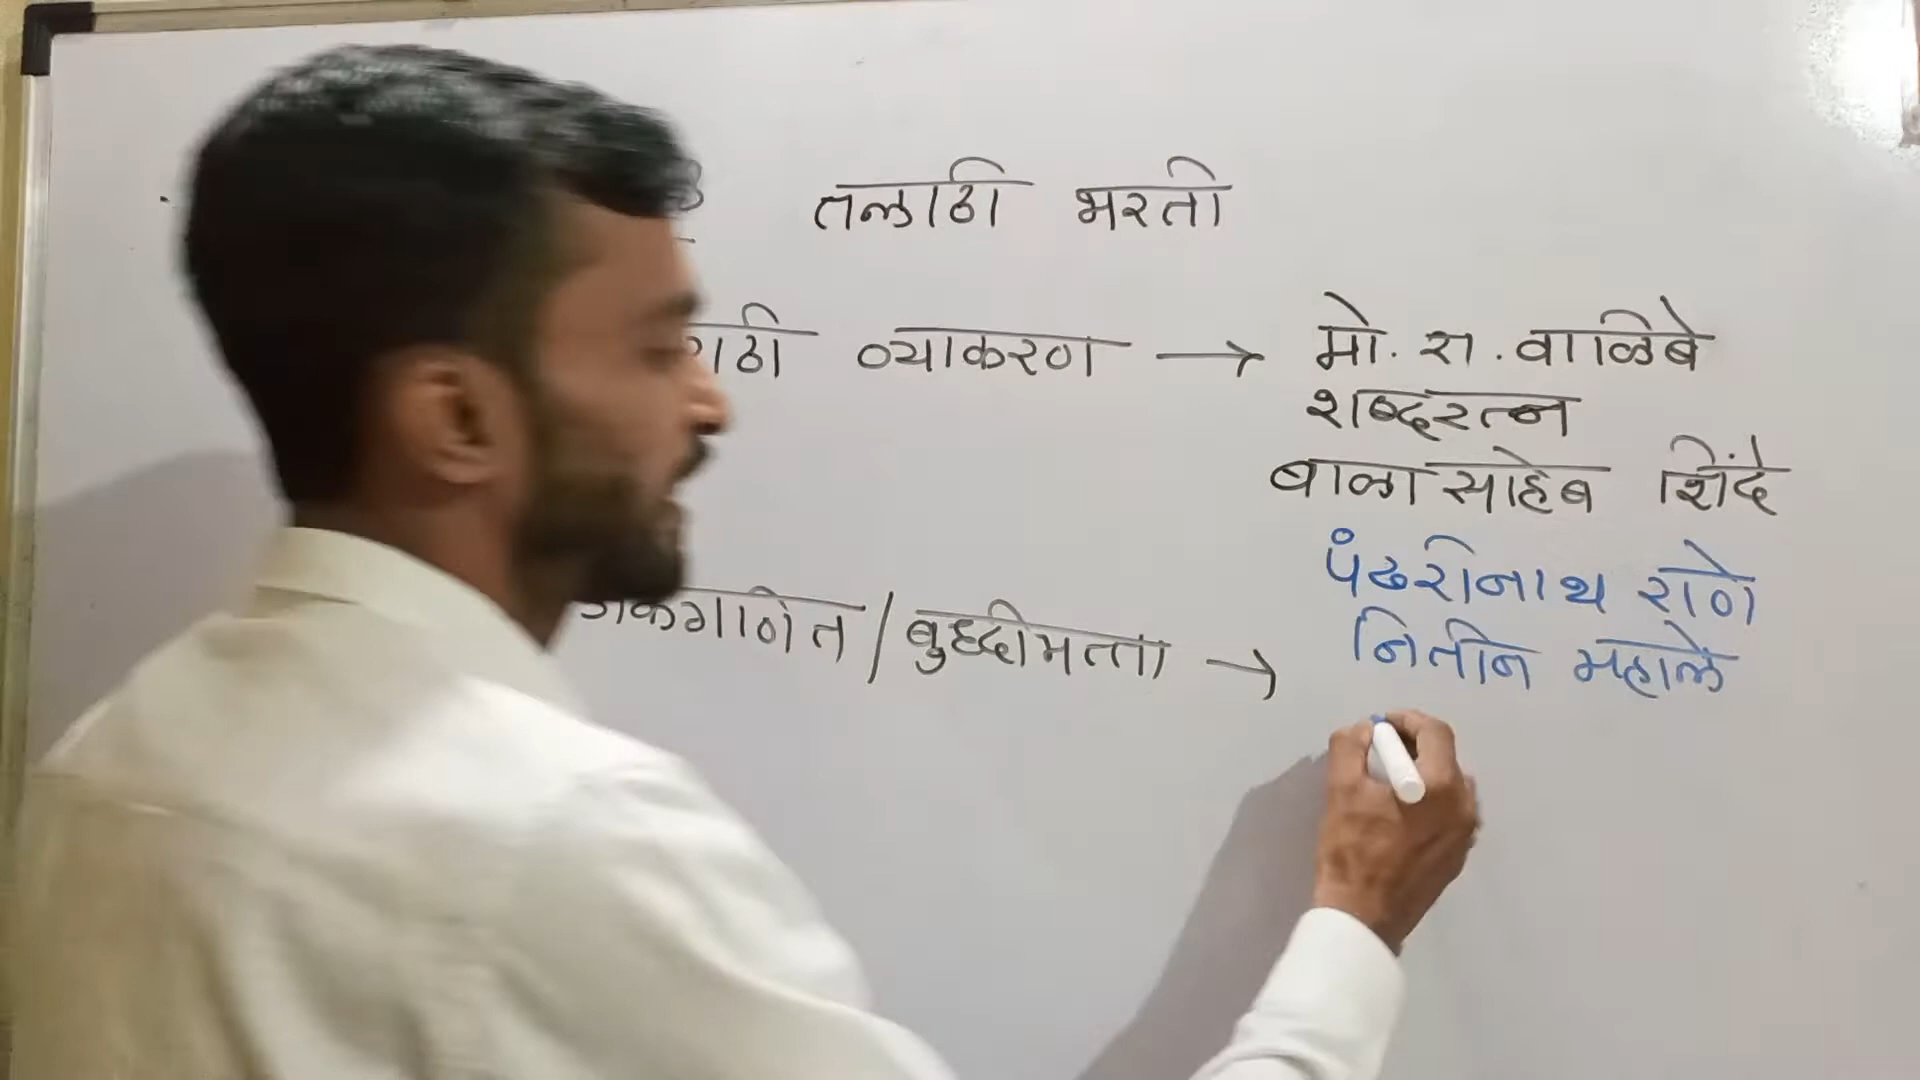 तलाठी भरती
व्याकरण → मो. रा. वाळिंबे
शब्दरत्न
बाळासाहेब शिंदे
पंढरीनाथ राणे
/बुद्धीमत्ता → नितीन महाले